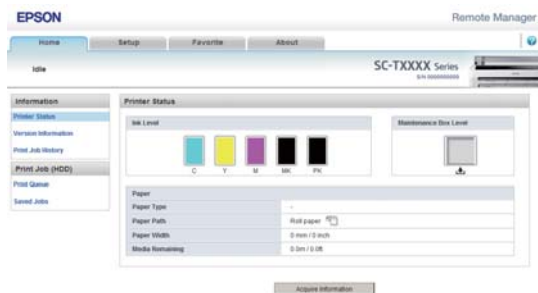 EPSON
Remote Manager
Home Setup Favorite About
Idle
SC-TXXXX Series
Information
Printer Status
Version Information
Print Job History
Print Job (HDD)
Print Queue
Saved Jobs
Printer Status
Ink Level
C Y M MK PK
Maintenance Box Level
Paper
Paper Type -
Paper Path Roll paper
Paper Width 0 mm / 0 inch
Media Remaining 0.0m / 0.0ft
Acquire Information